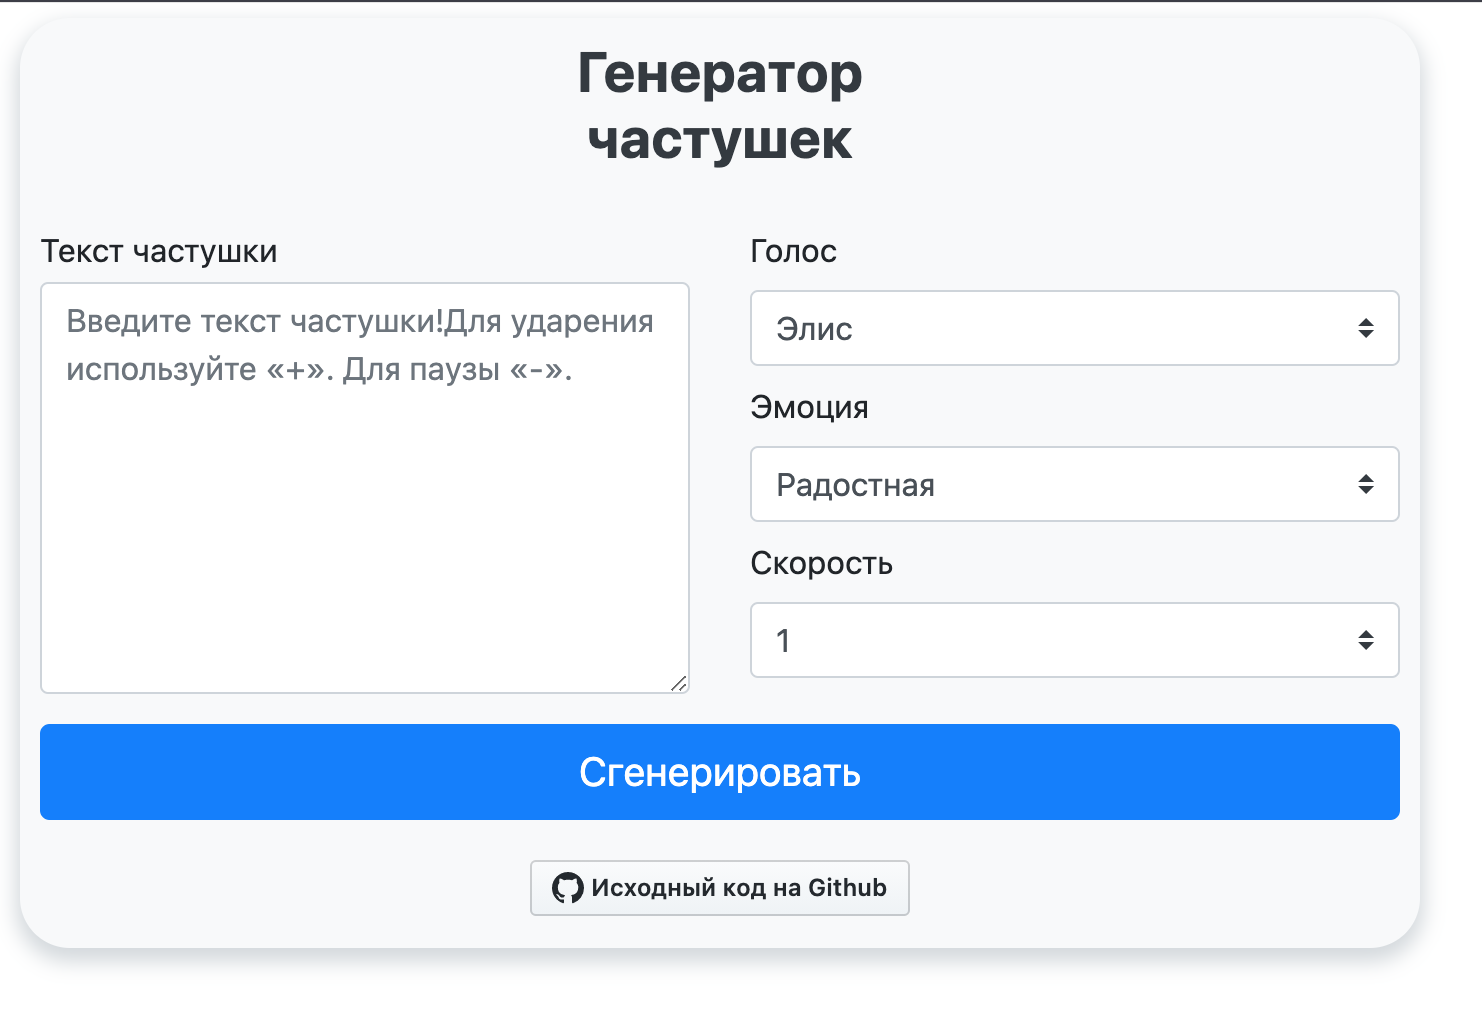 Генератор
частушек
Текст частушки
Введите текст частушки!Для ударения
используйте «+». Для паузы «-».
Голос
Элис
Эмоция
Радостная
Скорость
1
Сгенерировать
Исходный код на Github